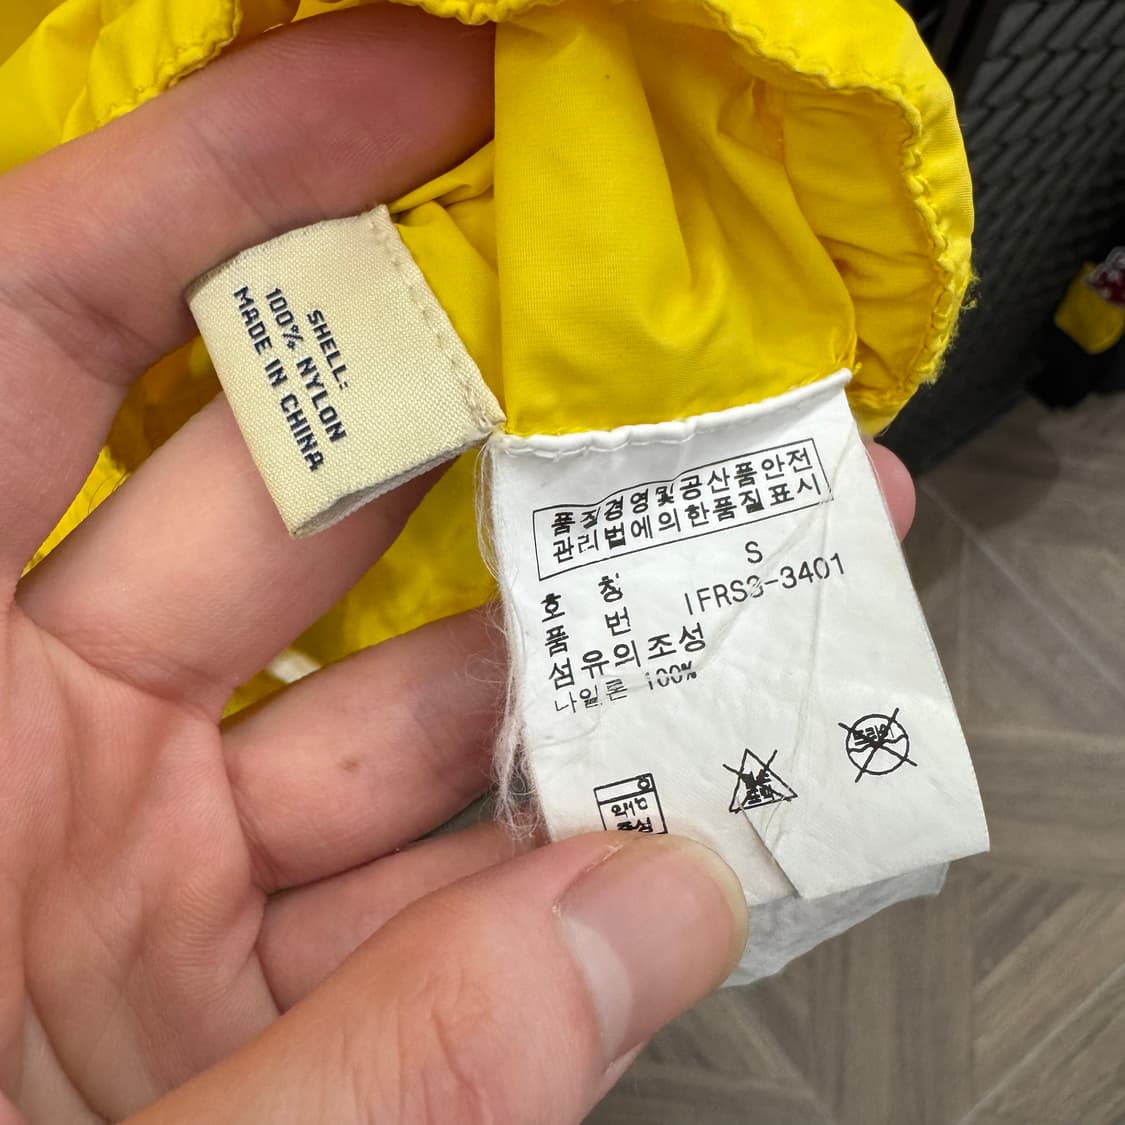 SHELL:
100% NYLON
MADE IN CHINA
품질경영및공산품안전
관리법에의한품질표시
호 칭 S
품 번 IFRS3-3401
섬유의조성
나일론 100%
드라이